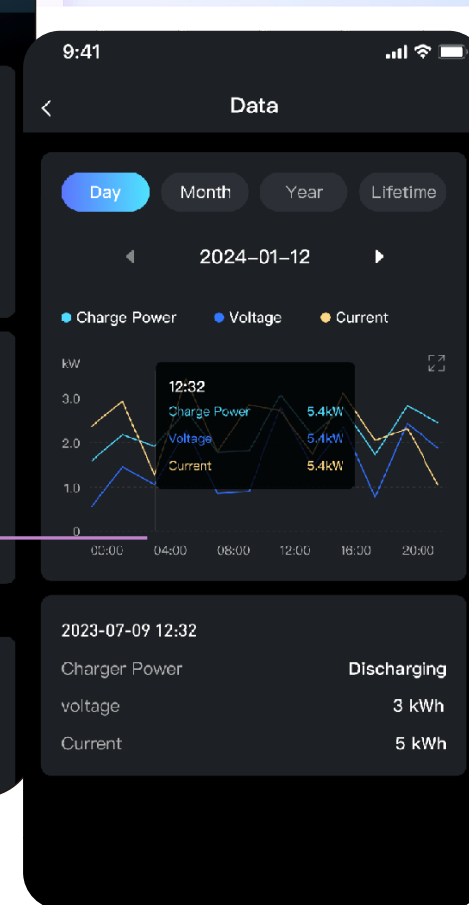 9:41
Data
Day Month Year Lifetime
2024-01-12
Charge Power Voltage Current
kW
12:32
3.0
Charge Power 5.4kW
2.0
Voltage 5.4kW
Current 5.4kW
1.0
0
00:00 04:00 08:00 12:00 16:00 20:00
2023-07-09 12:32
Charger Power Discharging
voltage 3 kWh
Current 5 kWh